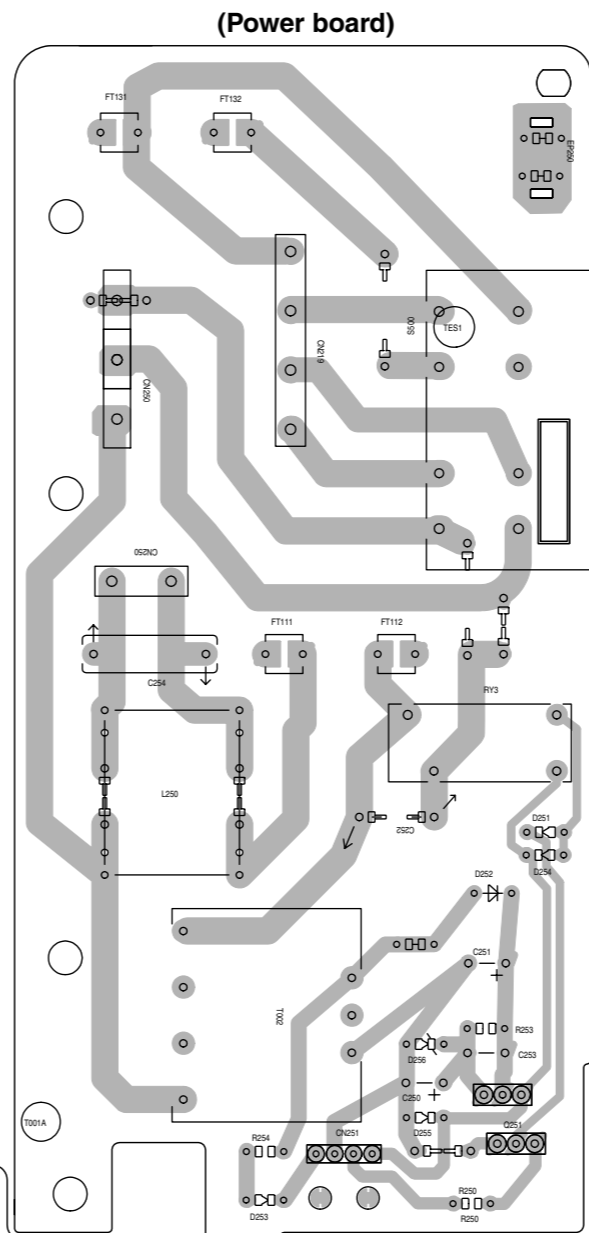 (Power board)
FT131
FT132
EP250
S600
TES1
CN219
CN250
CN250
FT111
FT112
C254
RY3
L250
C252
D251
D254
D252
C251
T002
R253
D256
C253
C250
T001A
D255
Q251
R254
CN251
D253
R250
R250